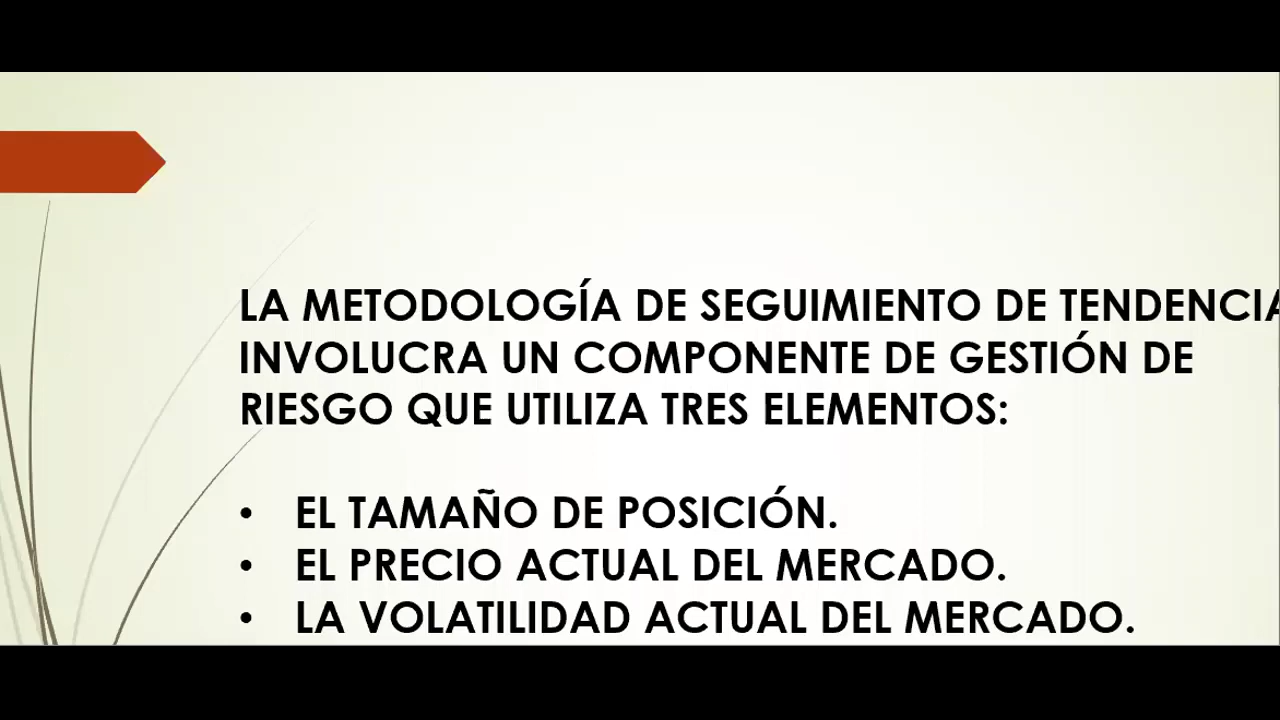 LA METODOLOGÍA DE SEGUIMIENTO DE TENDENCIA
INVOLUCRA UN COMPONENTE DE GESTIÓN DE
RIESGO QUE UTILIZA TRES ELEMENTOS:
• EL TAMAÑO DE POSICIÓN.
• EL PRECIO ACTUAL DEL MERCADO.
• LA VOLATILIDAD ACTUAL DEL MERCADO.